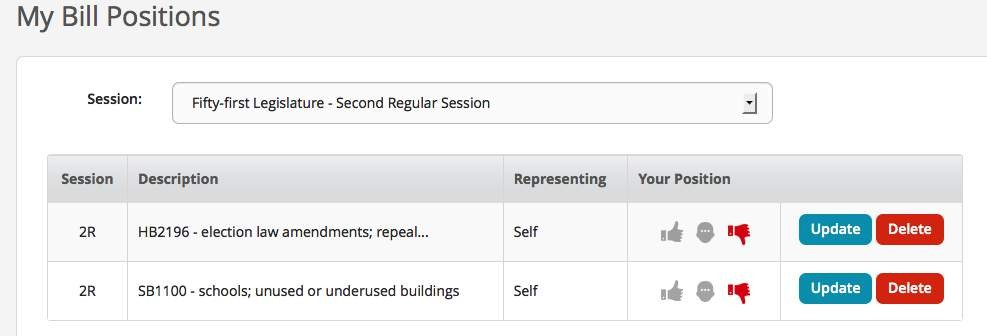 My Bill Positions
Session: Fifty-first Legislature - Second Regular Session
Session Description Representing Your Position
2R HB2196 - election law amendments; repeal... Self Update Delete
2R SB1100 - schools; unused or underused buildings Self Update Delete